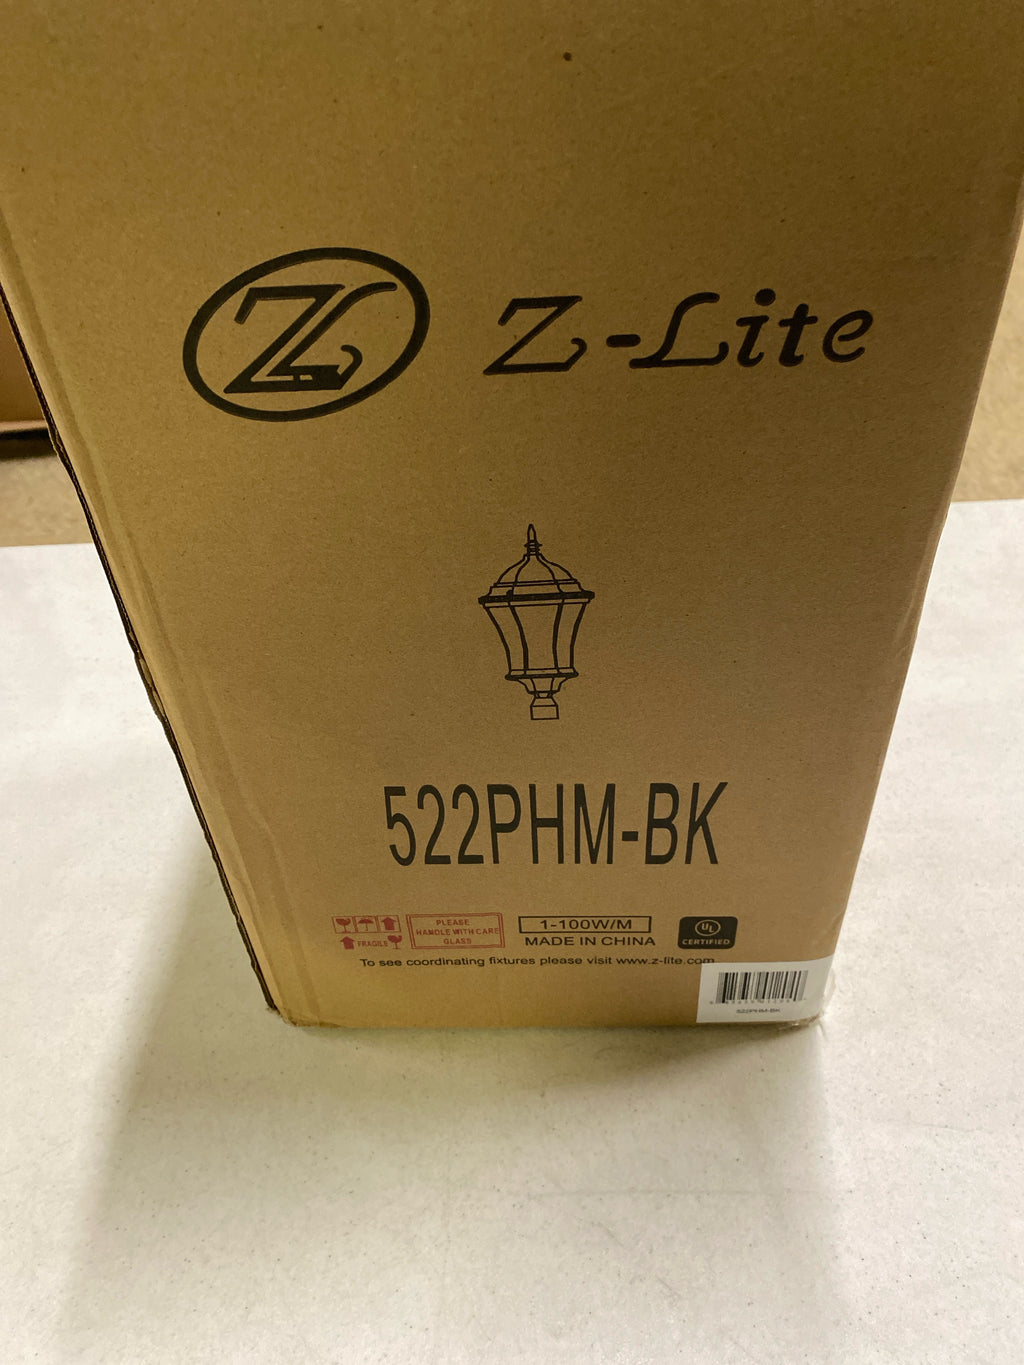 Z-Lite
522PHM-BK
FRAGILE
PLEASE
HANDLE WITH CARE
GLASS
1-100W/M
MADE IN CHINA
UL
CERTIFIED
To see coordinating fixtures please visit www.z-lite.com
522PHM-BK